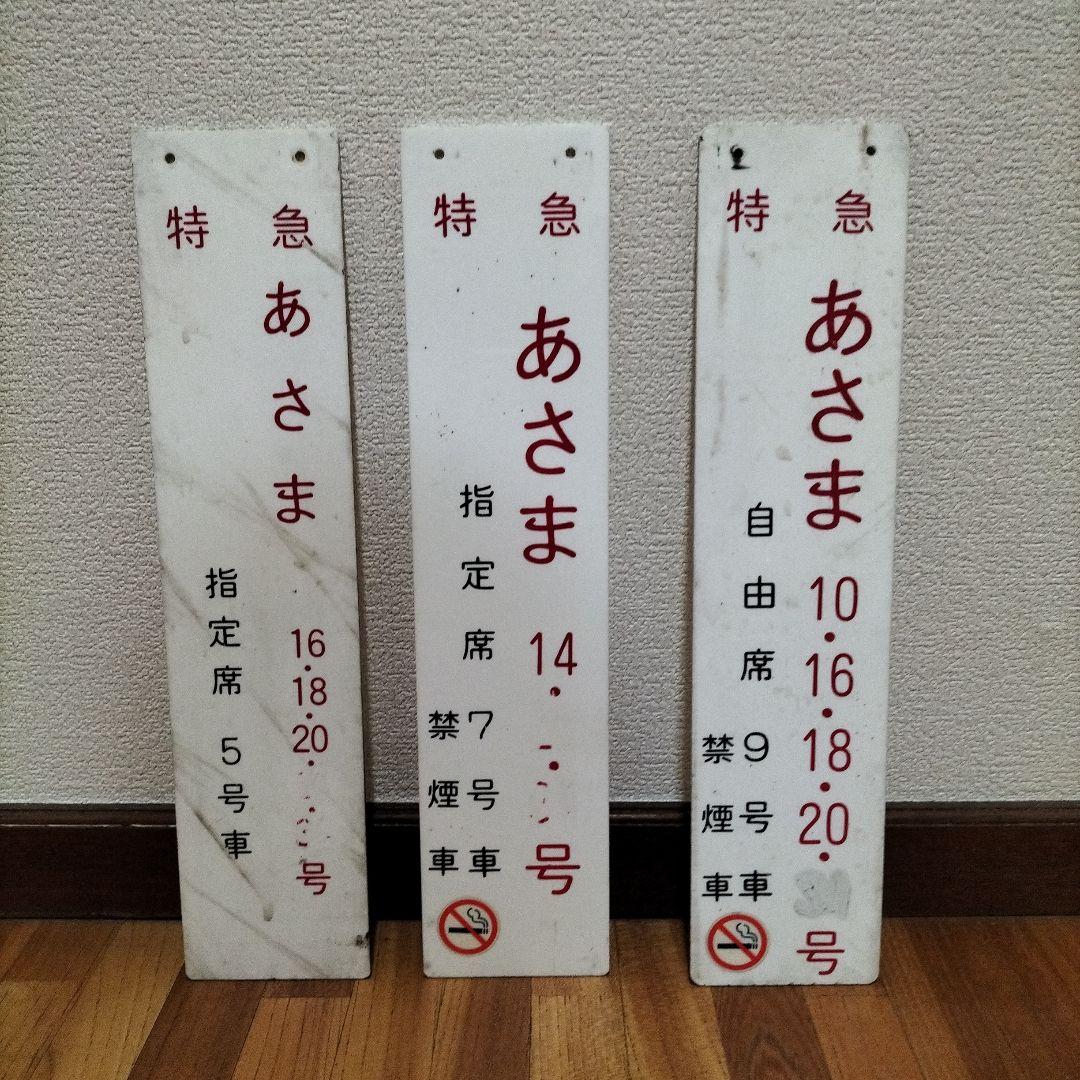 特急
あさま
16・18・20・
号
指定席 5号車
特急
あさま
14・
号
指定席 7号車
禁煙車
特急
あさま
10・16・18・20・
号
自由席 9号車
禁煙車